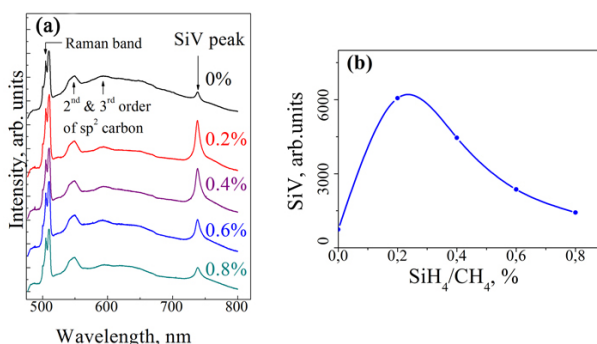 (a)
Raman band
SiV peak
0%
2nd & 3rd order
of sp2 carbon
0.2%
0.4%
0.6%
0.8%
Intensity, arb. units
500 600 700 800
Wavelength, nm
(b)
SiV, arb.units
6000
3000
0
0,0 0,2 0,4 0,6 0,8
SiH4/CH4, %